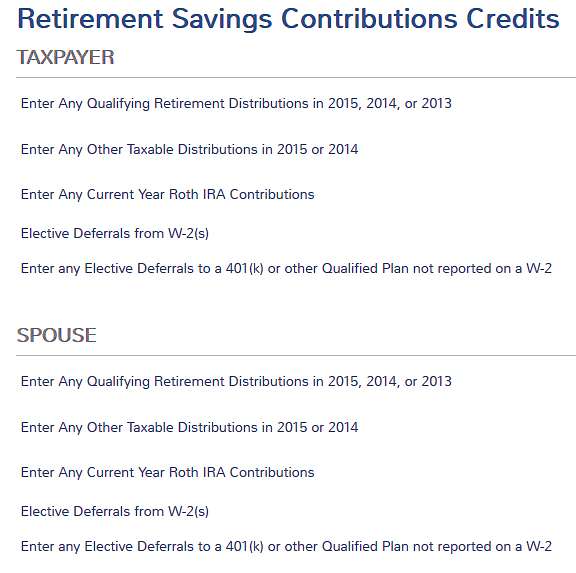 Retirement Savings Contributions Credits
TAXPAYER
Enter Any Qualifying Retirement Distributions in 2015, 2014, or 2013
Enter Any Other Taxable Distributions in 2015 or 2014
Enter Any Current Year Roth IRA Contributions
Elective Deferrals from W-2(s)
Enter any Elective Deferrals to a 401(k) or other Qualified Plan not reported on a W-2
SPOUSE
Enter Any Qualifying Retirement Distributions in 2015, 2014, or 2013
Enter Any Other Taxable Distributions in 2015 or 2014
Enter Any Current Year Roth IRA Contributions
Elective Deferrals from W-2(s)
Enter any Elective Deferrals to a 401(k) or other Qualified Plan not reported on a W-2